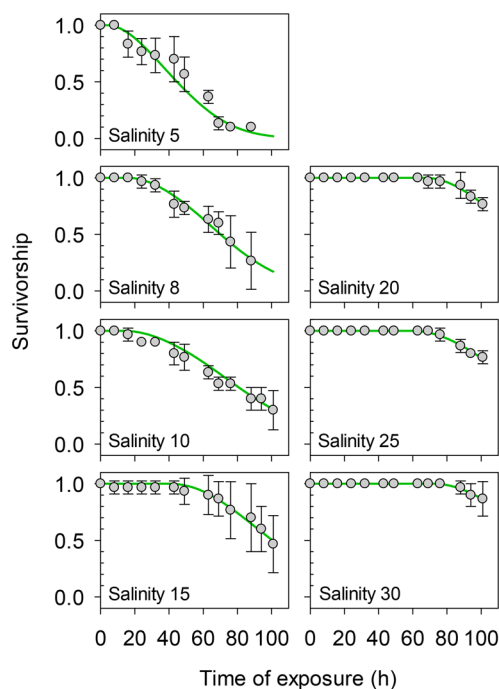 1.0
0.5
0.0
Salinity 5
1.0
0.5
0.0
Salinity 8
Salinity 20
Survivorship
1.0
0.5
0.0
Salinity 10
Salinity 25
1.0
0.5
0.0
Salinity 15
Salinity 30
0 20 40 60 80 100 0 20 40 60 80 100
Time of exposure (h)